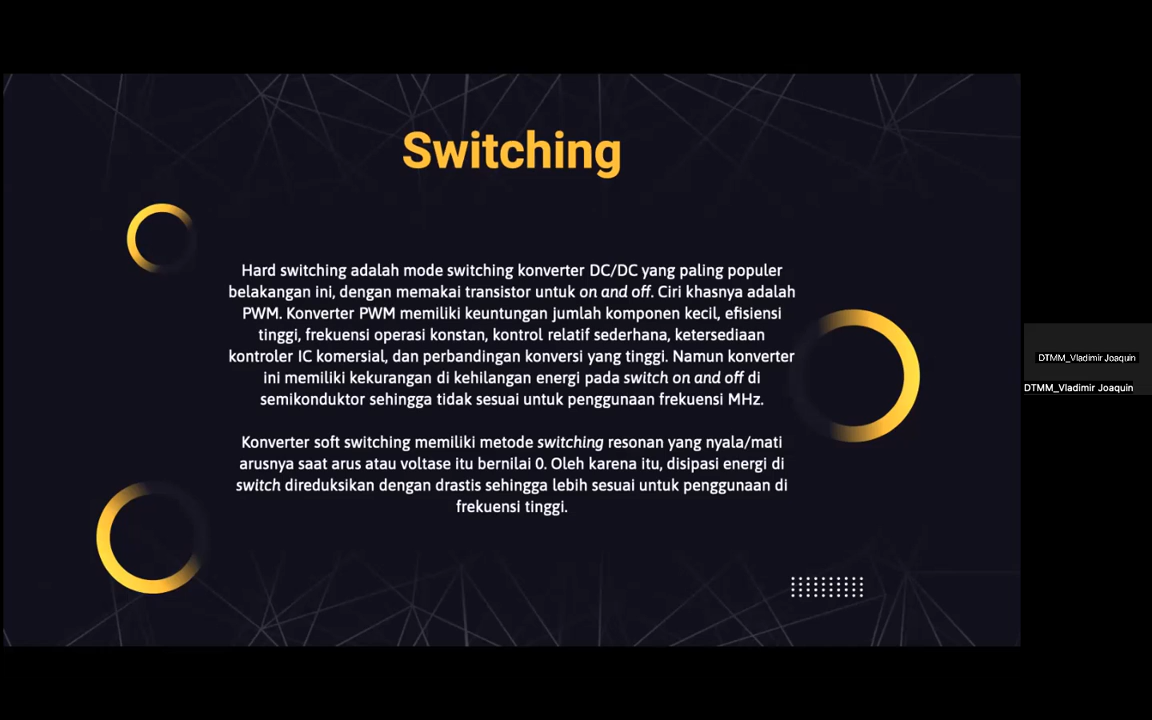 Switching
Hard switching adalah mode switching konverter DC/DC yang paling populer
belakangan ini, dengan memakai transistor untuk on and off. Ciri khasnya adalah
PWM. Konverter PWM memiliki keuntungan jumlah komponen kecil, efisiensi
tinggi, frekuensi operasi konstan, kontrol relatif sederhana, ketersediaan
kontroler IC komersial, dan perbandingan konversi yang tinggi. Namun konverter
ini memiliki kekurangan di kehilangan energi pada switch on and off di
semikonduktor sehingga tidak sesuai untuk penggunaan frekuensi MHz.
Konverter soft switching memiliki metode switching resonan yang nyala/mati
arusnya saat arus atau voltase itu bernilai 0. Oleh karena itu, disipasi energi di
switch direduksikan dengan drastis sehingga lebih sesuai untuk penggunaan di
frekuensi tinggi.
DTMM_Vladimir Joaquin
DTMM_Vladimir Joaquin